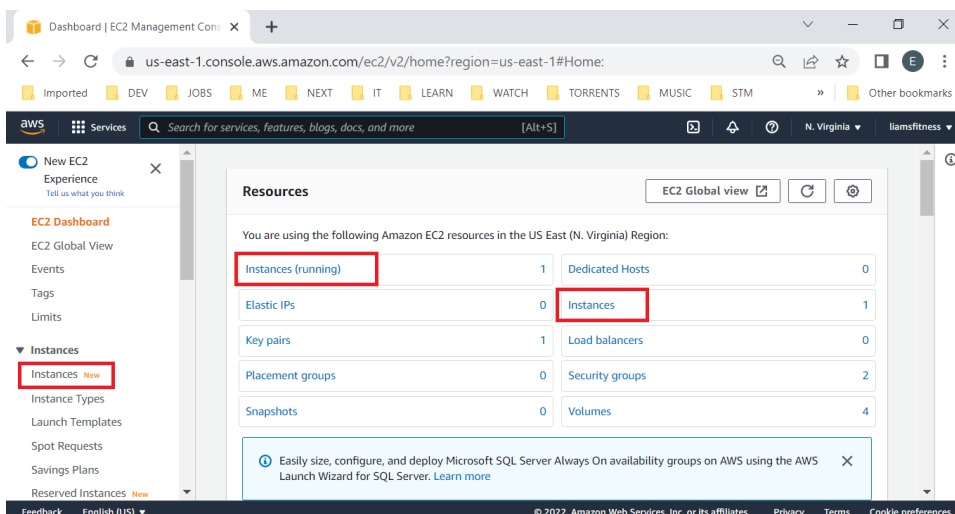 Dashboard | EC2 Management Cons
us-east-1.console.aws.amazon.com/ec2/v2/home?region=us-east-1#Home:
E
Imported DEV JOBS ME NEXT IT LEARN WATCH TORRENTS MUSIC STM » Other bookmarks
aws Services Search for services, features, blogs, docs, and more [Alt+S] N. Virginia liamsfitness
New EC2
Experience
Tell us what you think
EC2 Dashboard
EC2 Global View
Events
Tags
Limits
Instances
Instances New
Instance Types
Launch Templates
Spot Requests
Savings Plans
Reserved Instances New
Resources
EC2 Global view
You are using the following Amazon EC2 resources in the US East (N. Virginia) Region:
Instances (running) 1 Dedicated Hosts 0
Elastic IPs 0 Instances 1
Key pairs 1 Load balancers 0
Placement groups 0 Security groups 2
Snapshots 0 Volumes 4
Easily size, configure, and deploy Microsoft SQL Server Always On availability groups on AWS using the AWS
Launch Wizard for SQL Server. Learn more
Feedback English (US) © 2022, Amazon Web Services, Inc. or its affiliates. Privacy Terms Cookie preferences